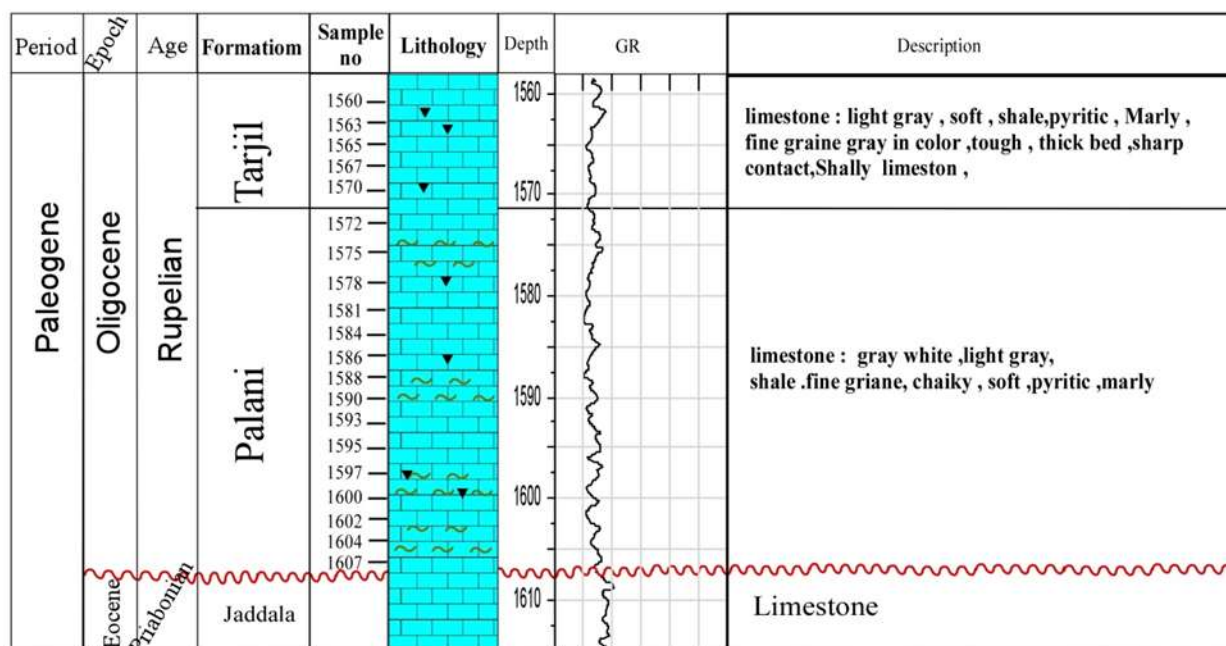 Period
Epoch
Age
Formatiom
Sample
no
Lithology
Depth
GR
Description
Paleogene
Oligocene
Rupelian
Tarjil
1560
1563
1565
1567
1570
1560
1570
limestone : light gray , soft , shale,pyritic , Marly ,
fine graine gray in color ,tough , thick bed ,sharp
contact,Shally limeston ,
Palani
1572
1575
1578
1581
1584
1586
1588
1590
1593
1595
1597
1600
1602
1604
1607
1580
1590
1600
limestone : gray white ,light gray,
shale .fine griane, chaiky , soft ,pyritic ,marly
Eocene
Priabonian
Jaddala
1610
Limestone